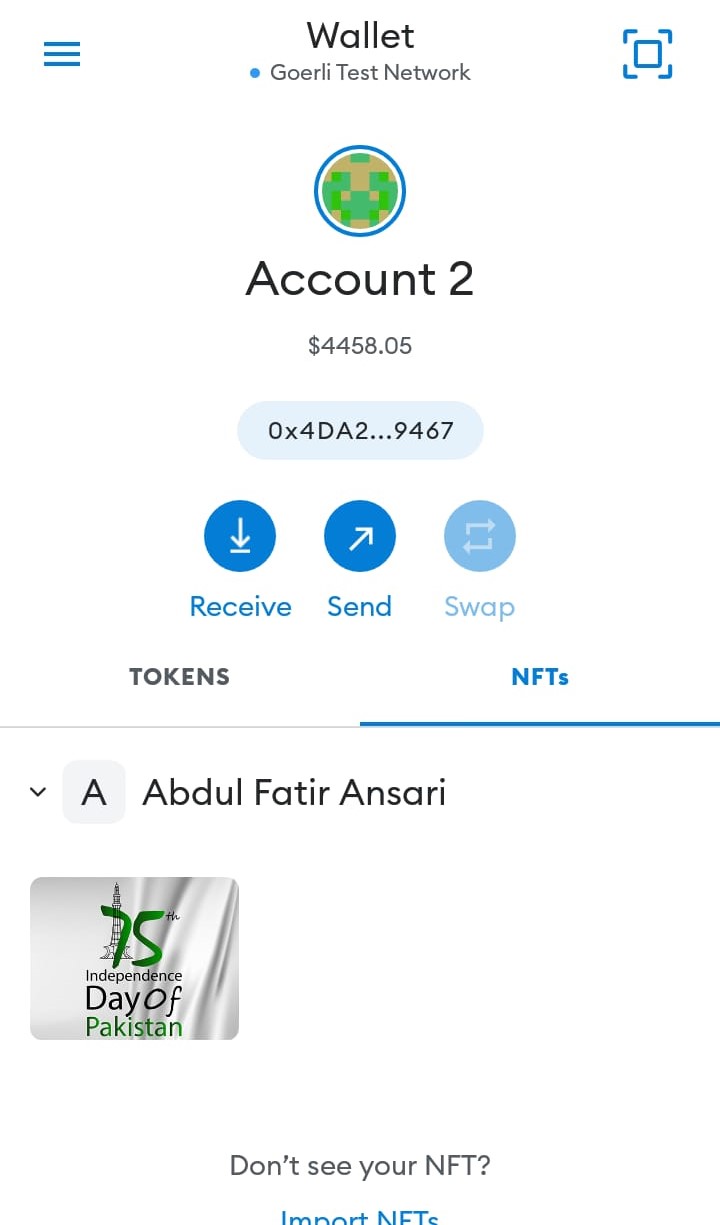 Wallet
Goerli Test Network
Account 2
$4458.05
0x4DA2...9467
Receive Send Swap
TOKENS NFTs
A Abdul Fatir Ansari
75th
Independence
Day Of
Pakistan
Don't see your NFT?
Import NFTs